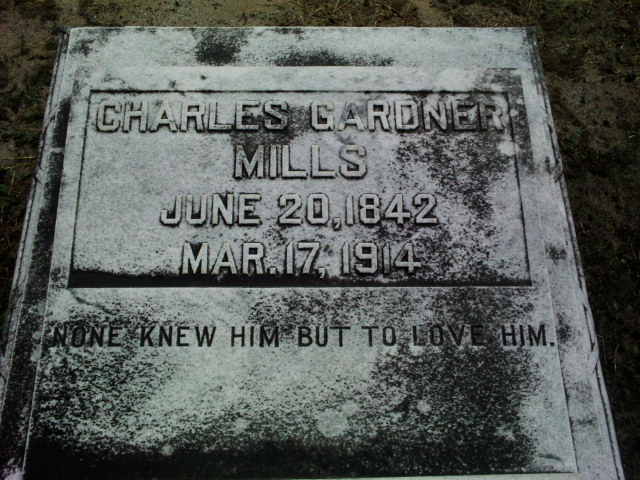 CHARLES GARDNER
MILLS
JUNE 20, 1842
MAR. 17, 1914
NONE KNEW HIM BUT TO LOVE HIM.